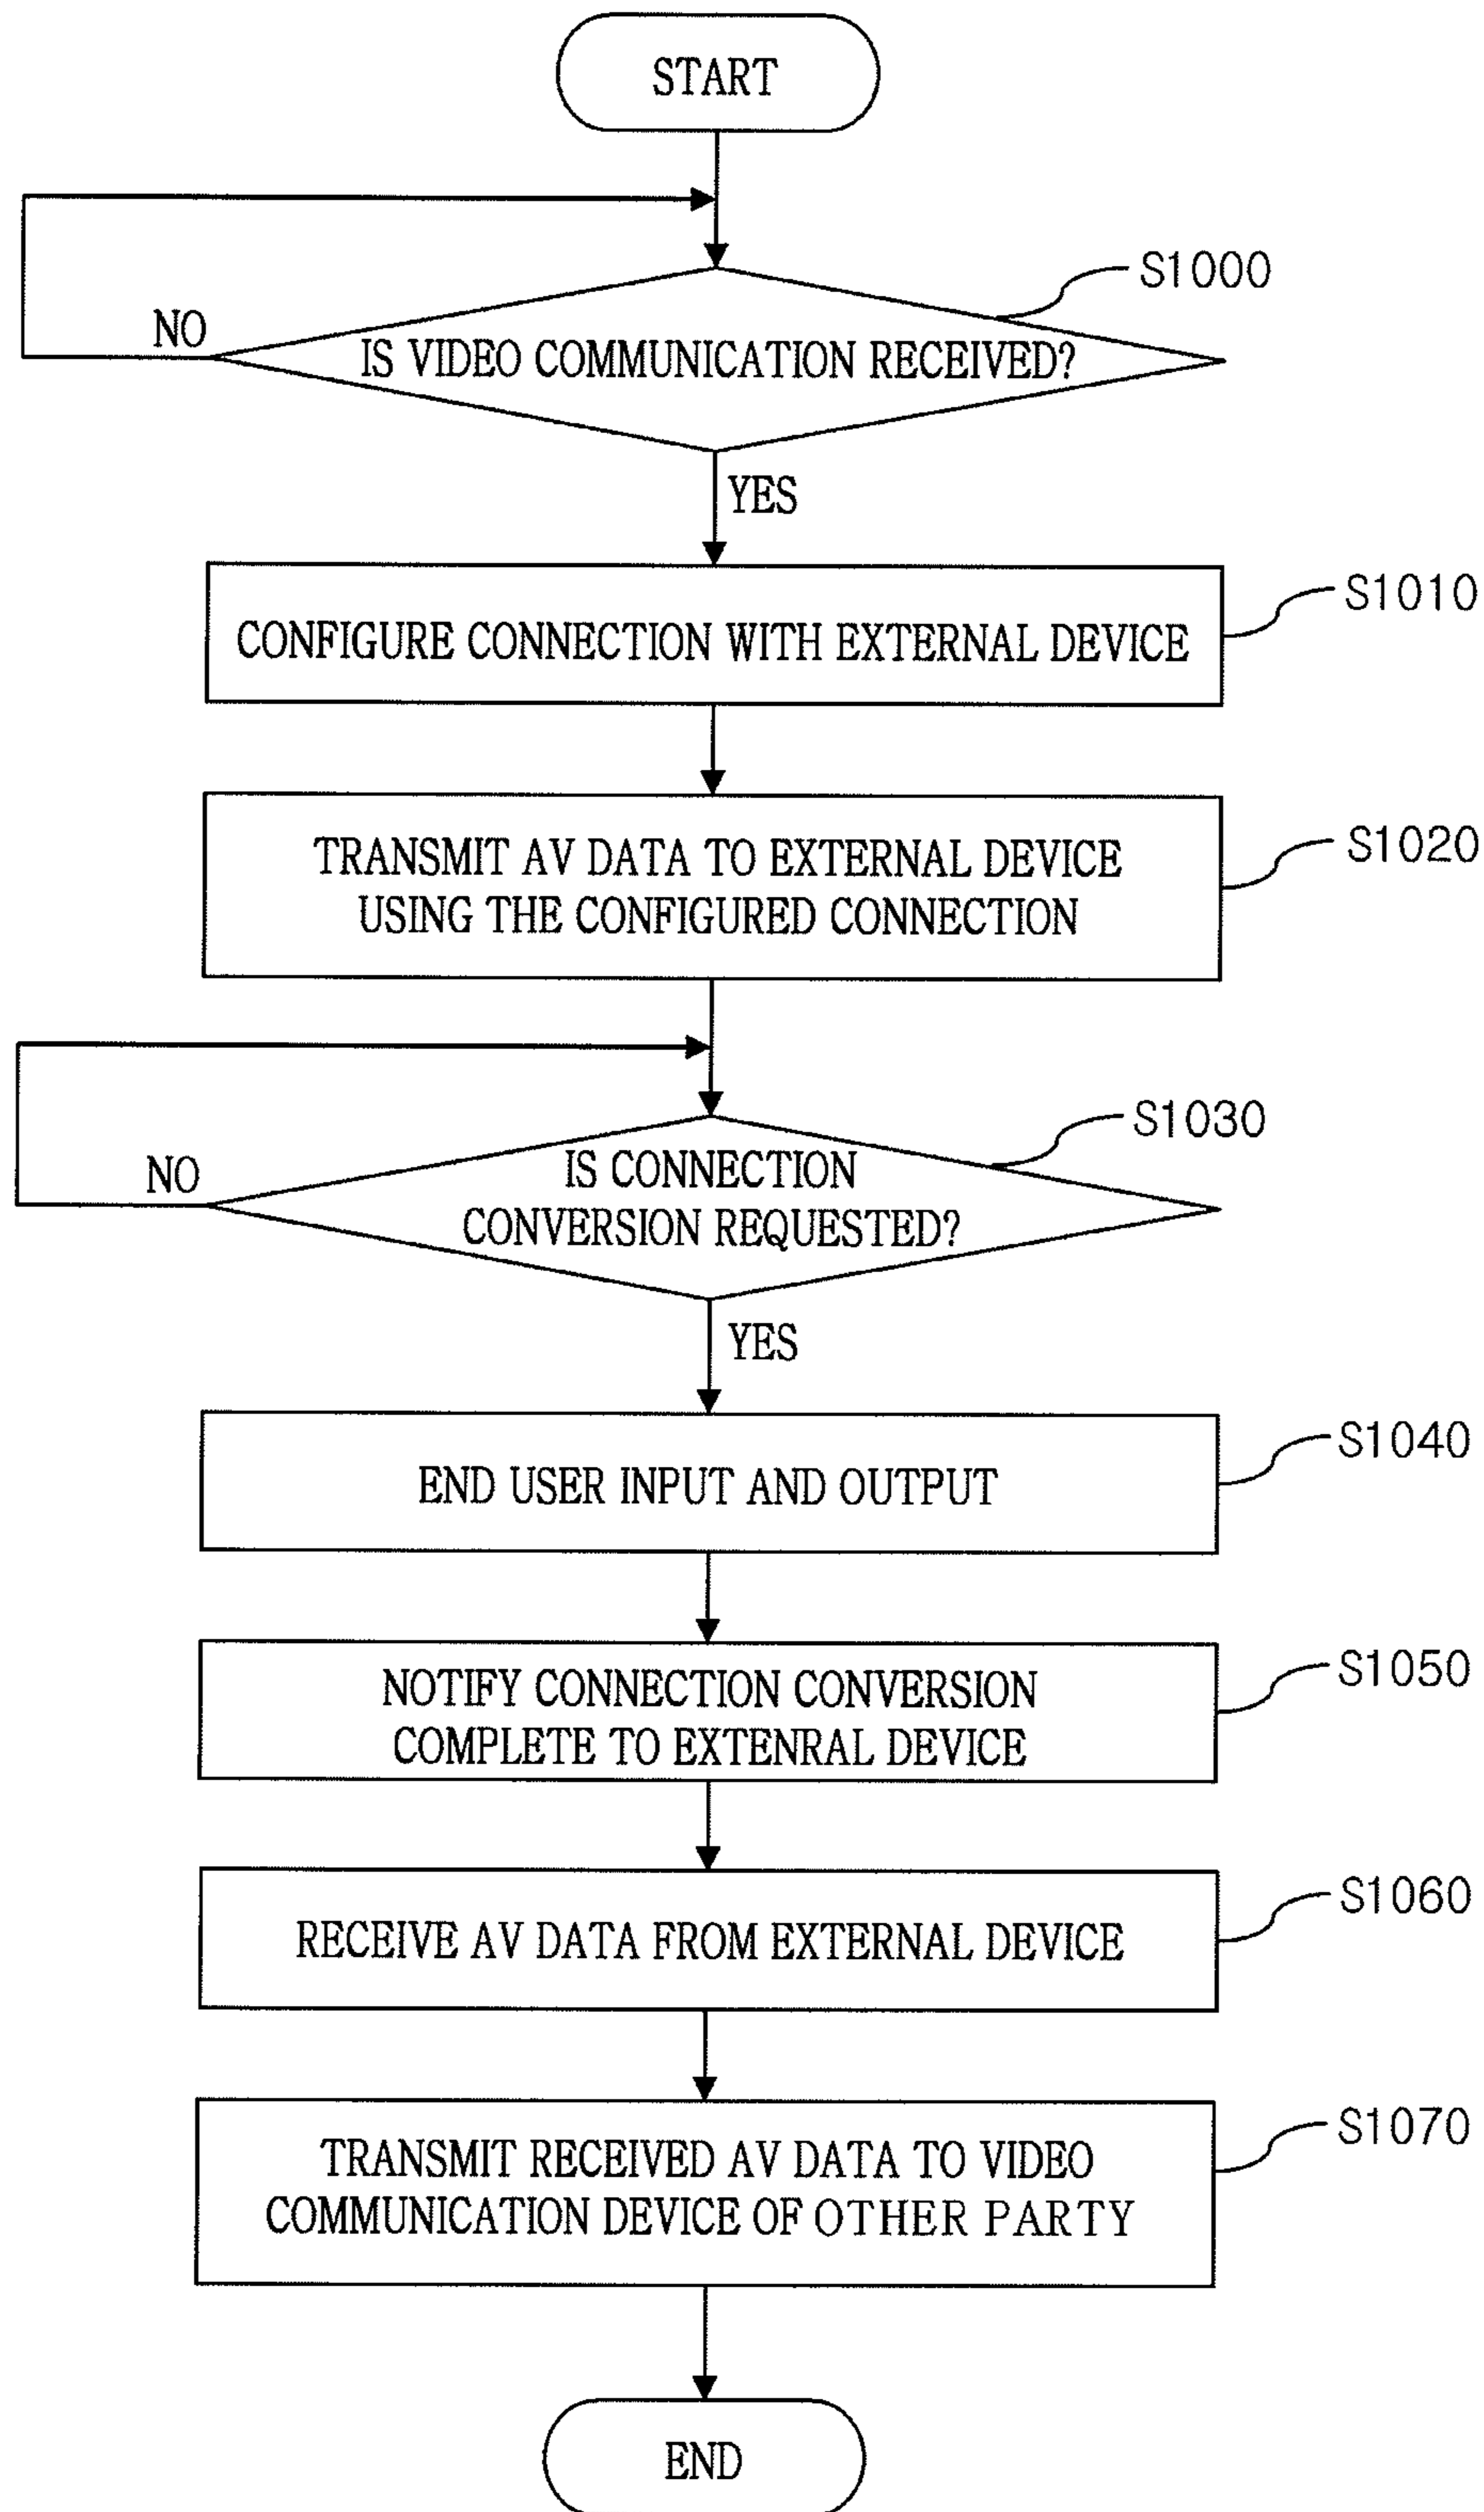 START
S1000
NO
IS VIDEO COMMUNICATION RECEIVED?
YES
S1010
CONFIGURE CONNECTION WITH EXTERNAL DEVICE
S1020
TRANSMIT AV DATA TO EXTERNAL DEVICE
USING THE CONFIGURED CONNECTION
S1030
NO
IS CONNECTION
CONVERSION REQUESTED?
YES
S1040
END USER INPUT AND OUTPUT
S1050
NOTIFY CONNECTION CONVERSION
COMPLETE TO EXTENRAL DEVICE
S1060
RECEIVE AV DATA FROM EXTERNAL DEVICE
S1070
TRANSMIT RECEIVED AV DATA TO VIDEO
COMMUNICATION DEVICE OF OTHER PARTY
END